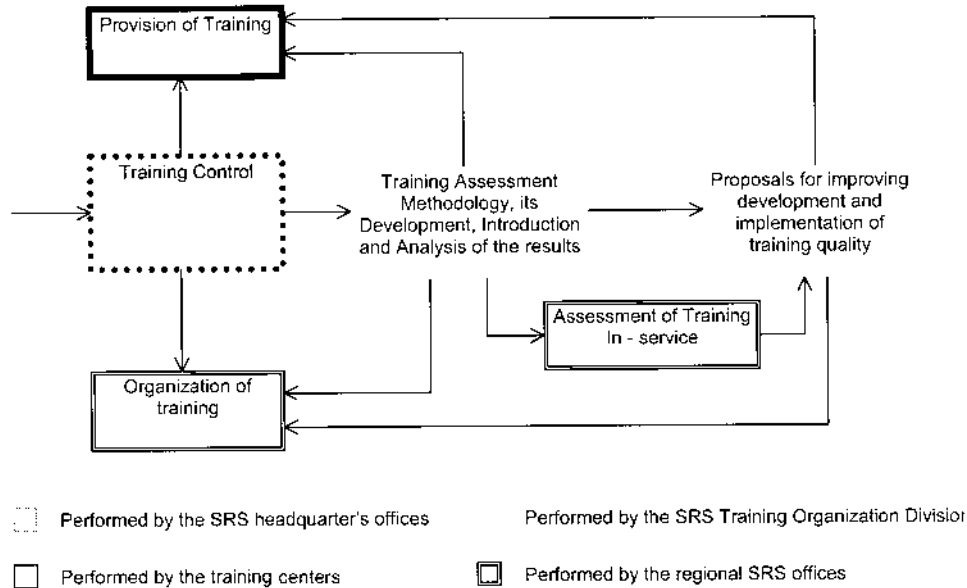 Provision of Training
Training Control
Training Assessment
Methodology, its
Development, Introduction
and Analysis of the results
Proposals for improving
development and
implementation of
training quality
Assessment of Training
In - service
Organization of
training
Performed by the SRS headquarter's offices
Performed by the SRS Training Organization Division
Performed by the training centers
Performed by the regional SRS offices